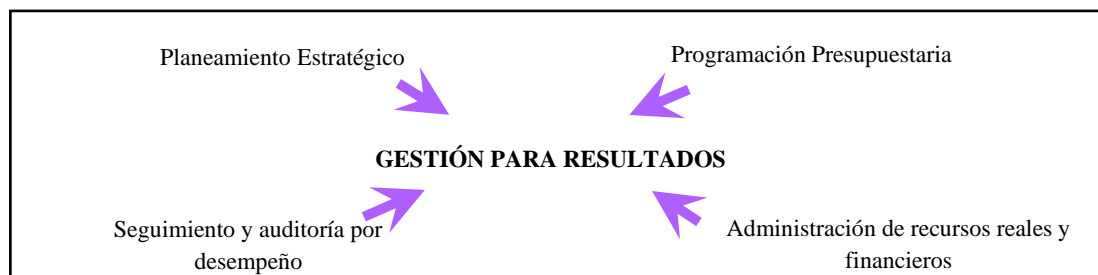 Planeamiento Estratégico
Programación Presupuestaria
GESTIÓN PARA RESULTADOS
Seguimiento y auditoría por
desempeño
Administración de recursos reales y
financieros